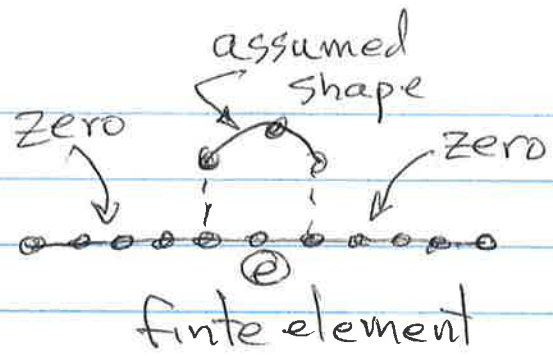 assumed
shape
zero
zero
e
finte element